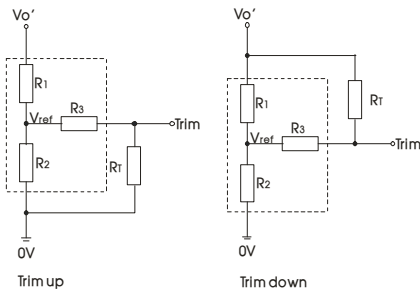 Vo'
R1
R3
Vref
Trim
R2
RT
0V
Trim up
Vo'
R1
RT
Vref
R3
Trim
R2
0V
Trim down